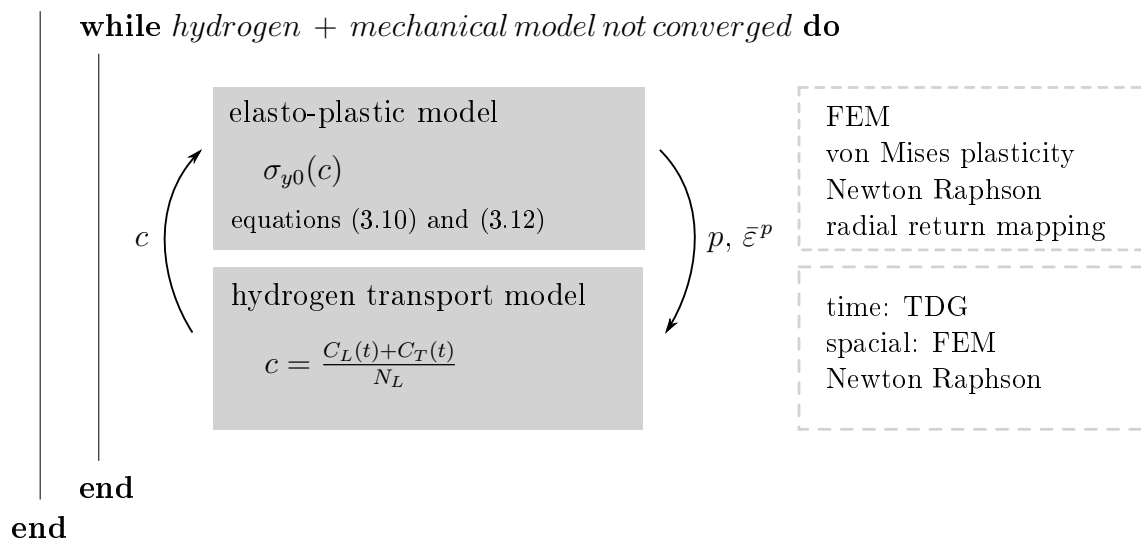 while hydrogen + mechanical model not converged do
elasto-plastic model
σ_{y0}(c)
equations (3.10) and (3.12)
c
p, ε̄^p
hydrogen transport model
c = \frac{C_L(t)+C_T(t)}{N_L}
FEM
von Mises plasticity
Newton Raphson
radial return mapping
time: TDG
spacial: FEM
Newton Raphson
end
end